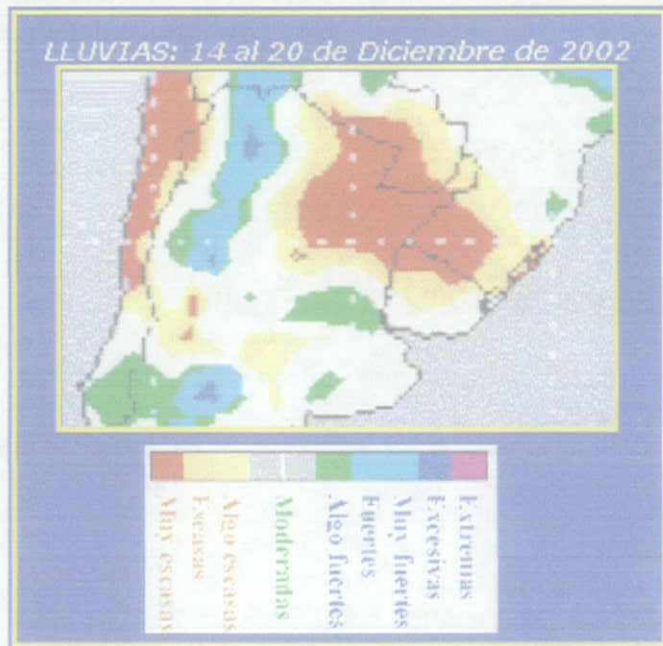 LLUVIAS: 14 al 20 de Diciembre de 2002
Muy escasas
Escasas
Algo escasas
Moderadas
Algo fuertes
Fuertes
Muy fuertes
Excesivas
Extremas